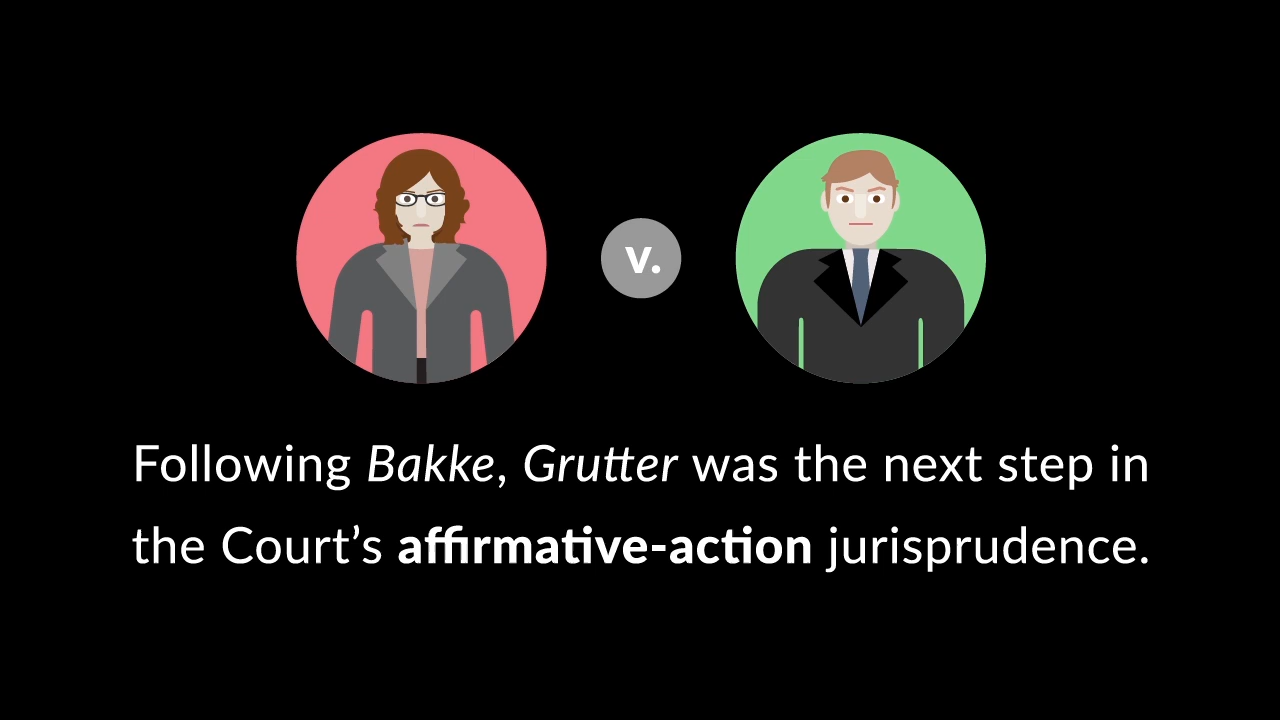 v.
Following Bakke, Grutter was the next step in
the Court’s affirmative-action jurisprudence.